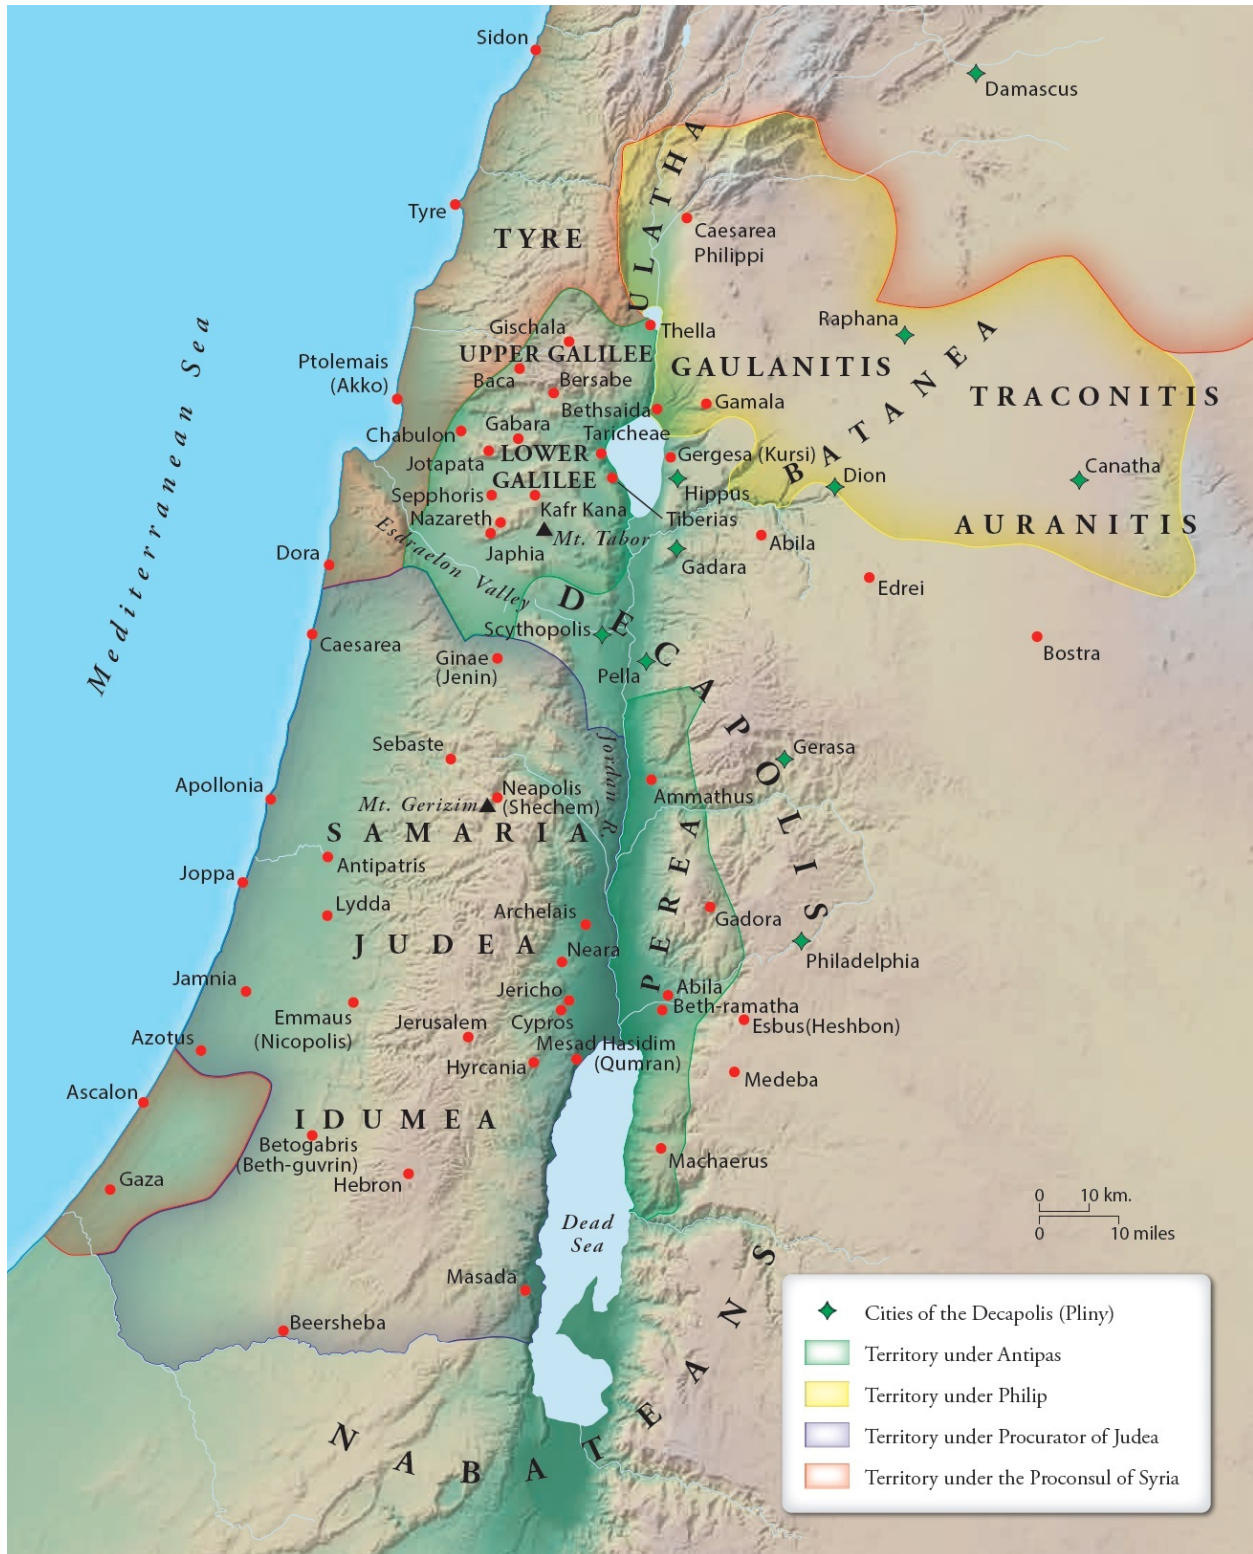 Sidon
Damascus
ULATHA
Tyre
TYRE
Caesarea
Philippi
Mediterranean Sea
Raphana
Gischala
Thella
UPPER GALILEE
GAULANITIS
BATANEA
Ptolemais
(Akko)
Baca
Bersabe
TRACONITIS
Bethsaida
Gamala
Chabulon
Gabara
Taricheae
Jotapata
LOWER
GALILEE
Gergesa (Kursi)
Canatha
Dion
Sepphoris
Kafr Kana
Hippus
Nazareth
Tiberias
AURANITIS
Mt. Tabor
Japhia
Abila
Dora
Esdraelon Valley
Gadara
Edrei
DECAPOLIS
Scythopolis
Caesarea
Bostra
Ginae
(Jenin)
Pella
Sebaste
Jordan R.
Gerasa
Apollonia
Neapolis
(Shechem)
Mt. Gerizim
Ammathus
SAMARIA
Antipatris
PEREA
Joppa
Lydda
Archelais
Gadora
JUDEA
Neara
Philadelphia
Jamnia
Jericho
Abila
Beth-ramatha
Emmaus
(Nicopolis)
Jerusalem
Cypros
Esbus(Heshbon)
Azotus
Mesad Hasidim
(Qumran)
Hyrcania
Medeba
Ascalon
IDUMEA
Betogabris
(Beth-guvrin)
Machaerus
Gaza
Hebron
0 10 km.
0 10 miles
Dead
Sea
Masada
Beersheba
NABATEANS
Cities of the Decapolis (Pliny)
Territory under Antipas
Territory under Philip
Territory under Procurator of Judea
Territory under the Proconsul of Syria